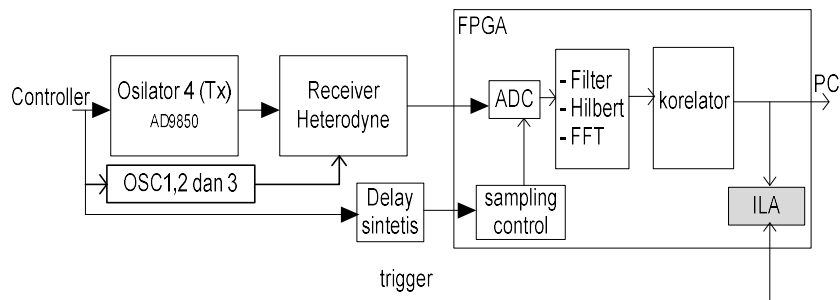 FPGA
Controller
Osilator 4 (Tx)
AD9850
Receiver
Heterodyne
ADC
- Filter
- Hilbert
- FFT
korelator
PC
OSC1,2 dan 3
Delay
sintetis
sampling
control
ILA
trigger